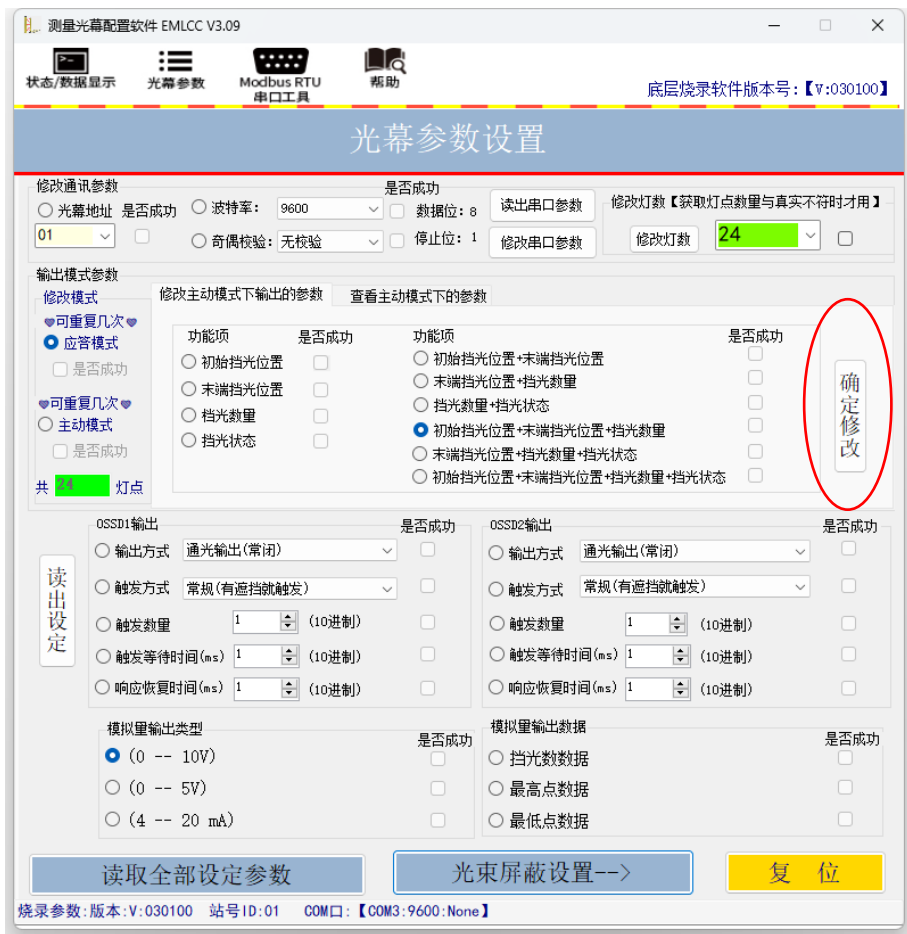 测量光幕配置软件 EMLCC V3.09
状态/数据显示
光幕参数
Modbus RTU
串口工具
帮助
底层烧录软件版本号:【V:030100】
光幕参数设置
修改通讯参数
是否成功
光幕地址 是否成功
01
波特率: 9600
数据位: 8
读出串口参数
奇偶校验: 无校验
停止位: 1
修改串口参数
修改灯数【获取灯点数量与真实不符时才用】
修改灯数 24
输出模式参数
修改模式
可重复几次
应答模式
是否成功
可重复几次
主动模式
是否成功
共 24 灯点
修改主动模式下输出的参数 查看主动模式下的参数
功能项 是否成功
初始挡光位置
末端挡光位置
档光数量
挡光状态
功能项 是否成功
初始挡光位置+末端挡光位置
末端挡光位置+挡光数量
挡光数量+挡光状态
初始挡光位置+末端挡光位置+挡光数量
末端挡光位置+挡光数量+挡光状态
初始挡光位置+末端挡光位置+挡光数量+挡光状态
确定修改
读出设定
OSSD1输出 是否成功
输出方式 通光输出(常闭)
触发方式 常规(有遮挡就触发)
触发数量 1 (10进制)
触发等待时间(ms) 1 (10进制)
响应恢复时间(ms) 1 (10进制)
OSSD2输出 是否成功
输出方式 通光输出(常闭)
触发方式 常规(有遮挡就触发)
触发数量 1 (10进制)
触发等待时间(ms) 1 (10进制)
响应恢复时间(ms) 1 (10进制)
模拟量输出类型 是否成功
(0 -- 10V)
(0 -- 5V)
(4 -- 20 mA)
模拟量输出数据 是否成功
挡光数数据
最高点数据
最低点数据
读取全部设定参数
光束屏蔽设置-->
复 位
烧录参数:版本:V:030100 站号ID:01 COM口:【COM3:9600:None】